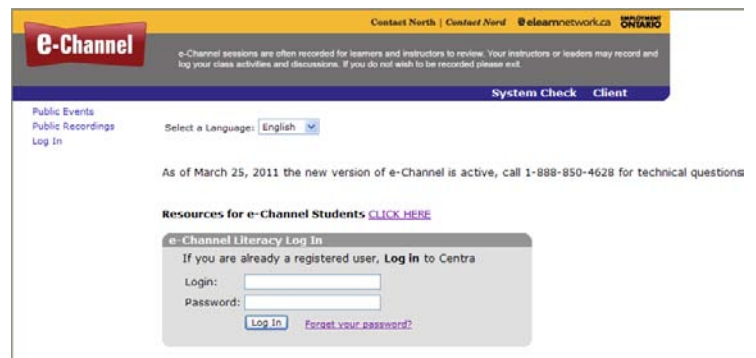 Contact North | Contact Nord elearnnetwork.ca EMPLOYMENT ONTARIO
e-Channel
e-Channel sessions are often recorded for learners and instructors to review. Your instructors or leaders may record and
log your class activities and discussions. If you do not wish to be recorded please exit.
System Check Client
Public Events
Public Recordings
Log In
Select a Language: English
As of March 25, 2011 the new version of e-Channel is active, call 1-888-850-4628 for technical questions
Resources for e-Channel Students CLICK HERE
e-Channel Literacy Log In
If you are already a registered user, Log in to Centra
Login:
Password:
Log In Forget your password?